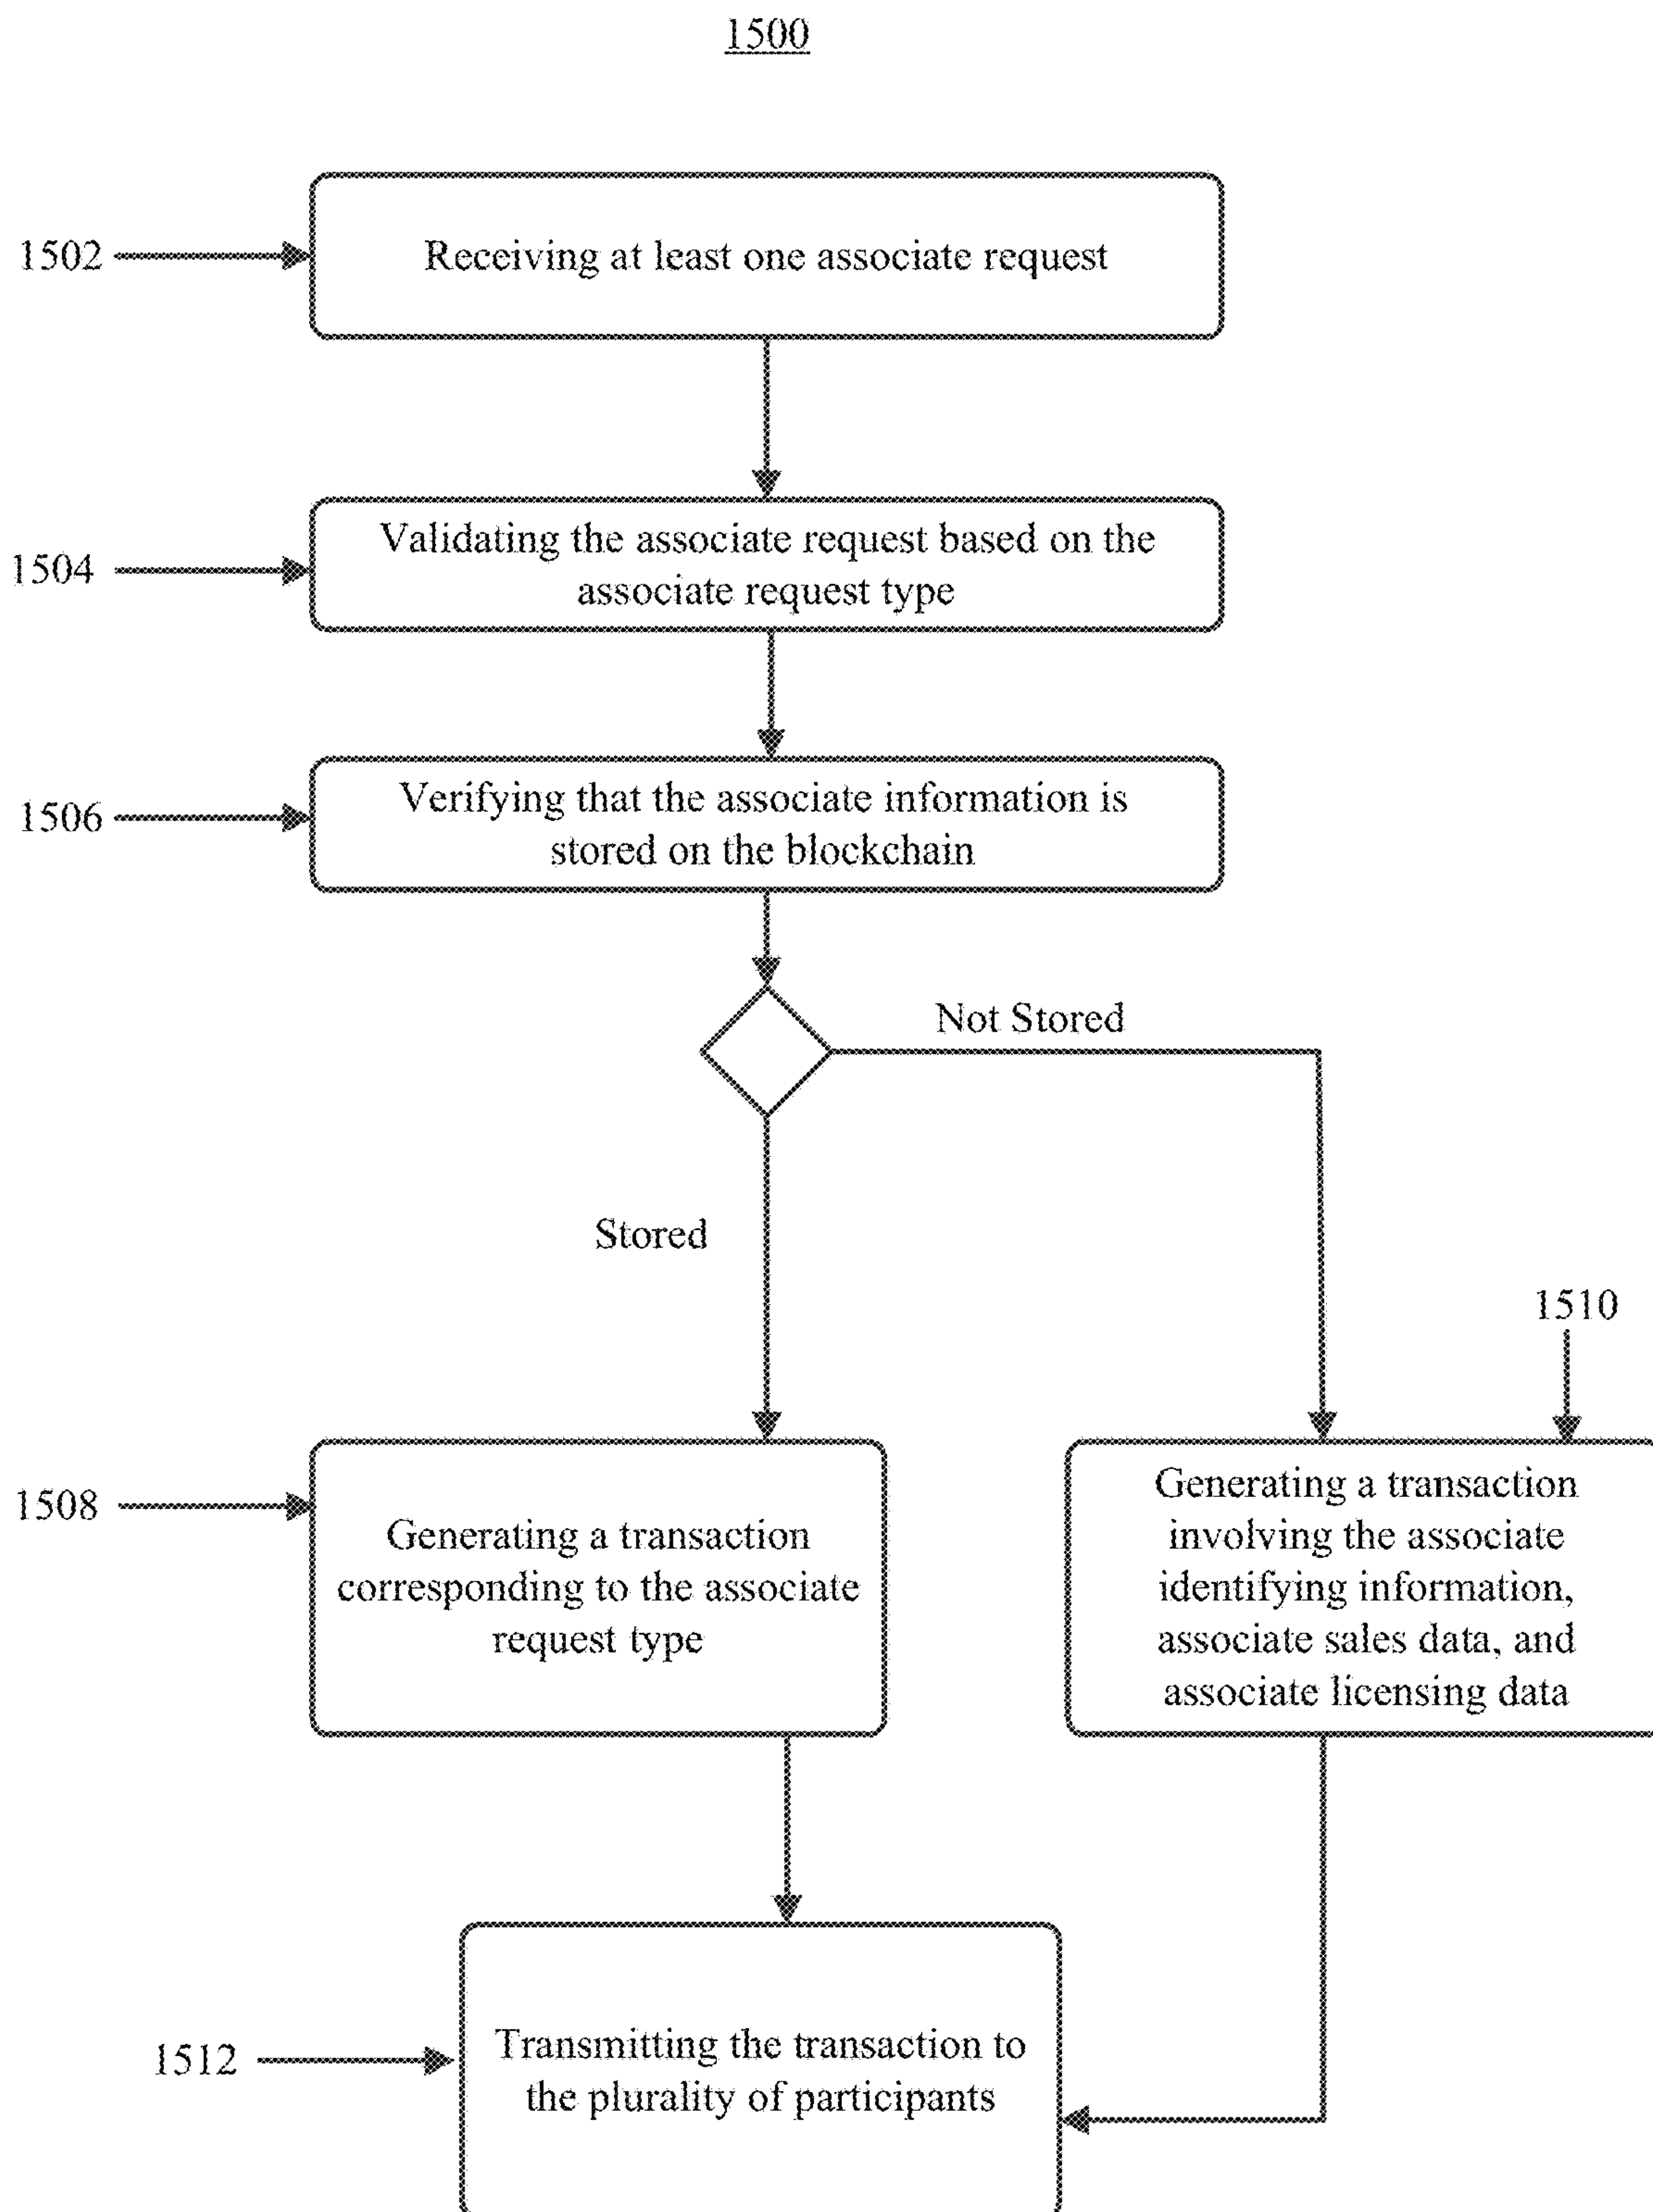 1500
1502
Receiving at least one associate request
1504
Validating the associate request based on the
associate request type
1506
Verifying that the associate information is
stored on the blockchain
Not Stored
Stored
1510
1508
Generating a transaction
corresponding to the associate
request type
Generating a transaction
involving the associate
identifying information,
associate sales data, and
associate licensing data
1512
Transmitting the transaction to
the plurality of participants